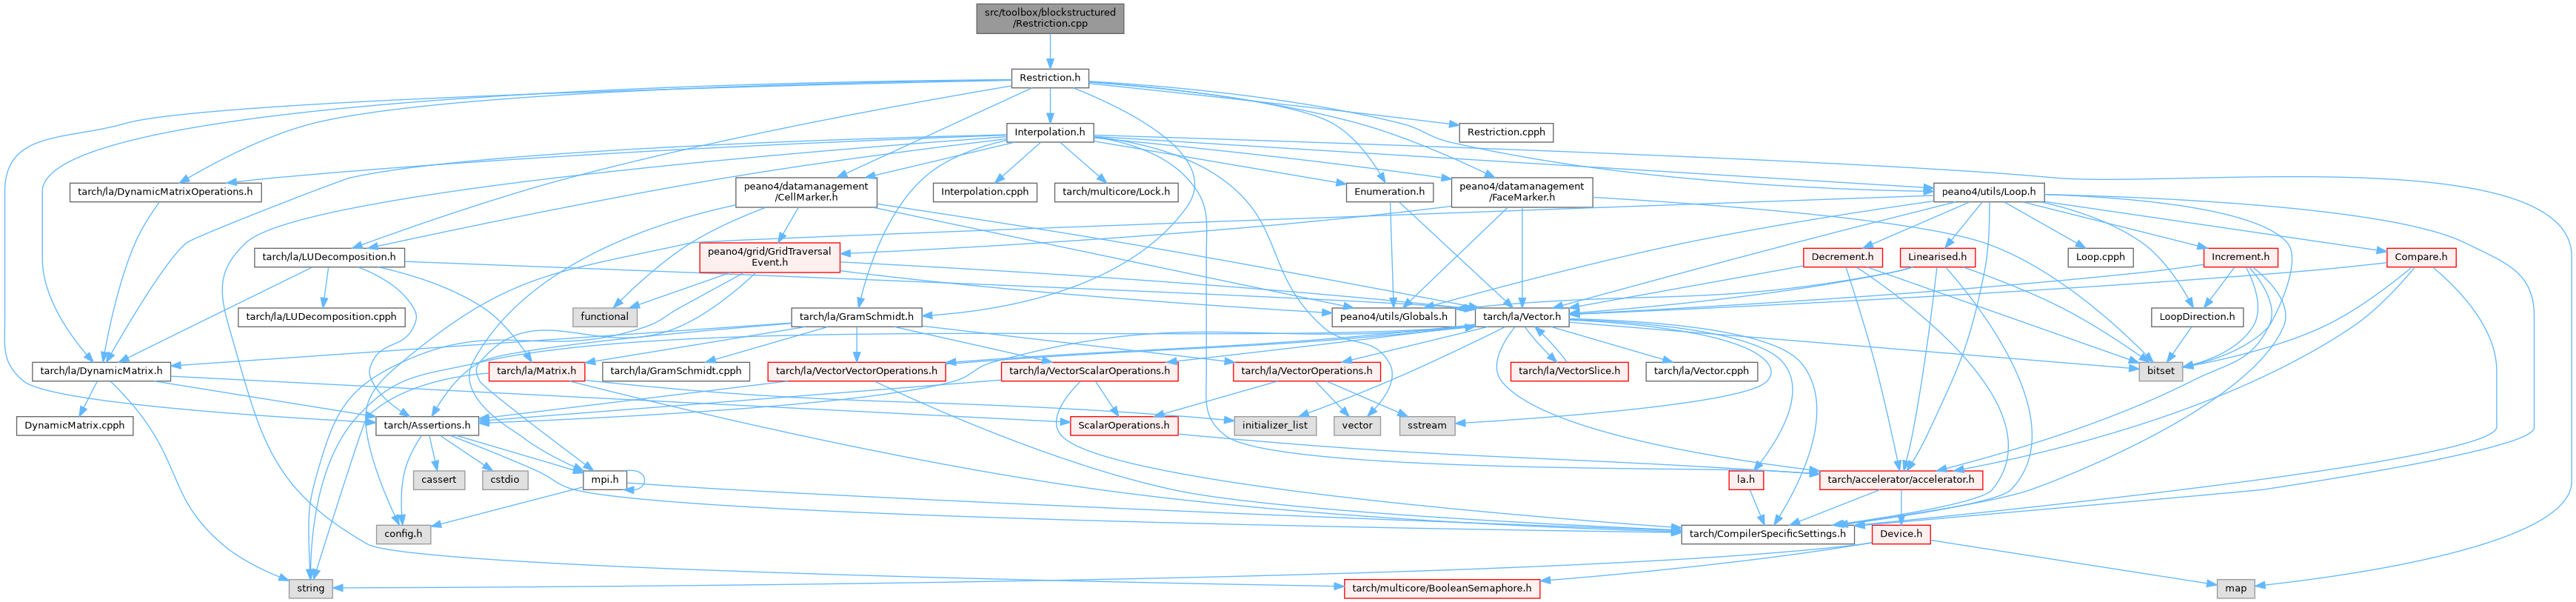 src/toolbox/blockstructured
/Restriction.cpp
Restriction.h
Interpolation.h
Restriction.cpph
tarch/la/DynamicMatrixOperations.h
peano4/datamanagement
/CellMarker.h
Interpolation.cpph
tarch/multicore/Lock.h
Enumeration.h
peano4/datamanagement
/FaceMarker.h
peano4/utils/Loop.h
tarch/la/LUDecomposition.h
peano4/grid/GridTraversal
Event.h
Decrement.h
Linearised.h
Loop.cpph
Increment.h
Compare.h
tarch/la/LUDecomposition.cpph
functional
tarch/la/GramSchmidt.h
peano4/utils/Globals.h
tarch/la/Vector.h
LoopDirection.h
tarch/la/DynamicMatrix.h
tarch/la/Matrix.h
tarch/la/GramSchmidt.cpph
tarch/la/VectorVectorOperations.h
tarch/la/VectorScalarOperations.h
tarch/la/VectorOperations.h
tarch/la/VectorSlice.h
tarch/la/Vector.cpph
bitset
DynamicMatrix.cpph
tarch/Assertions.h
ScalarOperations.h
initializer_list
vector
sstream
cassert
cstdio
mpi.h
la.h
tarch/accelerator/accelerator.h
config.h
tarch/CompilerSpecificSettings.h
Device.h
string
tarch/multicore/BooleanSemaphore.h
map